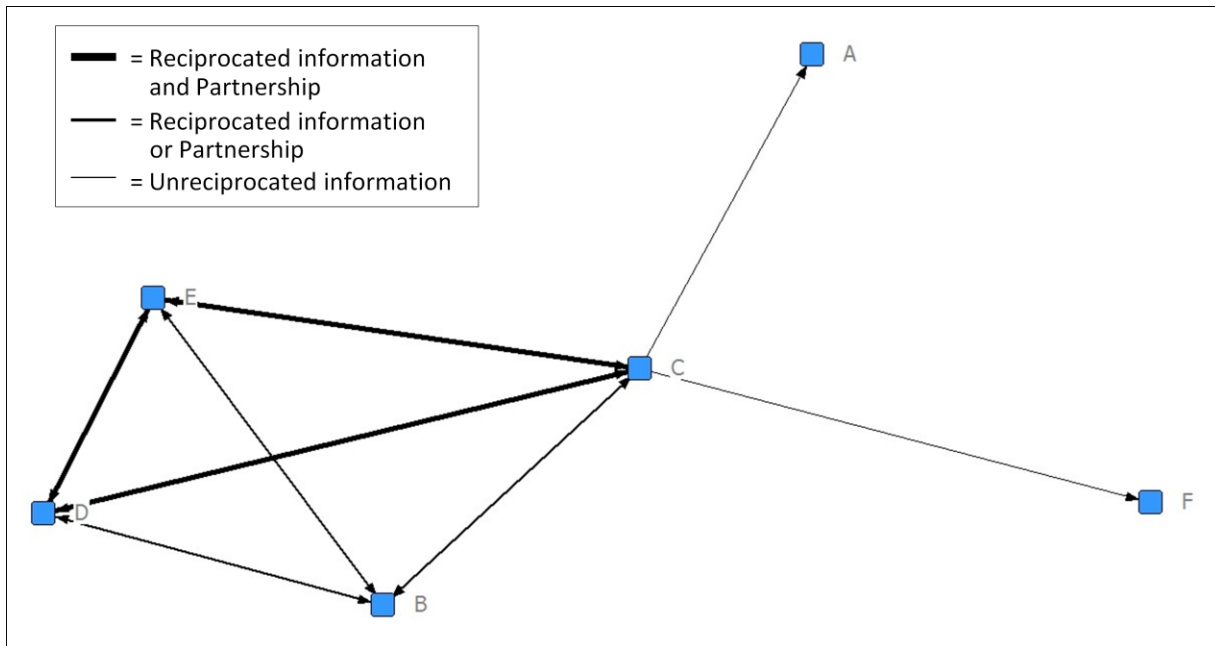 = Reciprocated information
and Partnership
= Reciprocated information
or Partnership
= Unreciprocated information
A
E
C
D
F
B